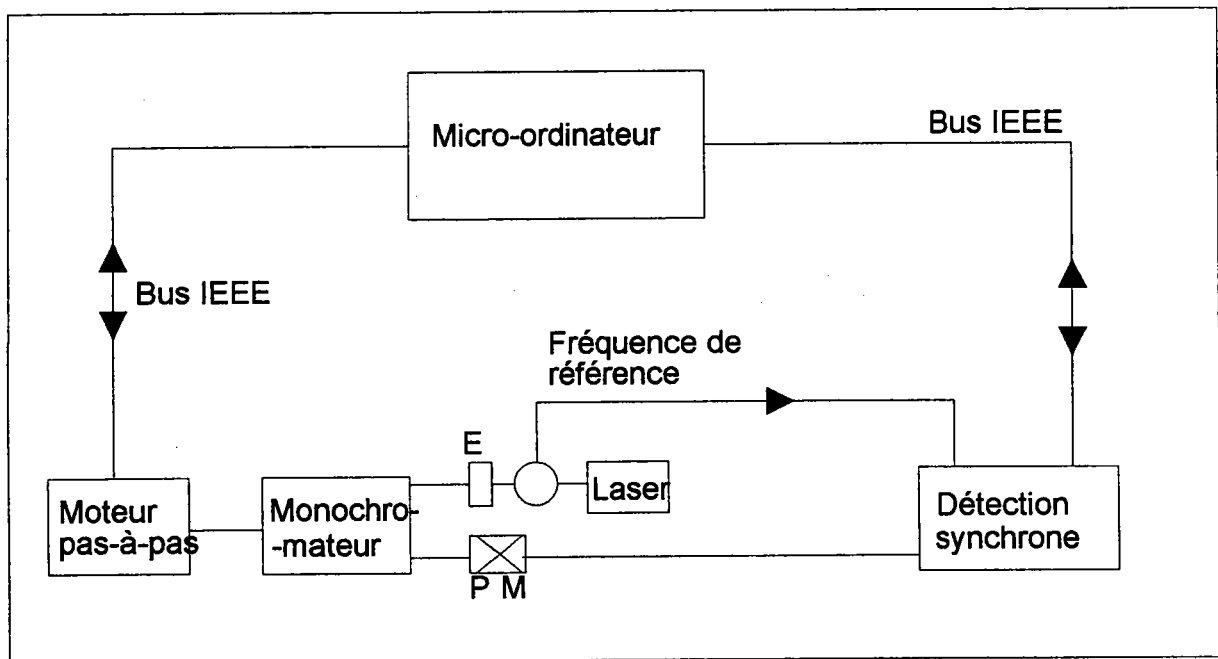 Micro-ordinateur
Bus IEEE
Bus IEEE
Fréquence de
référence
E
Laser
Moteur
pas-à-pas
Monochro-
-mateur
P M
Détection
synchrone